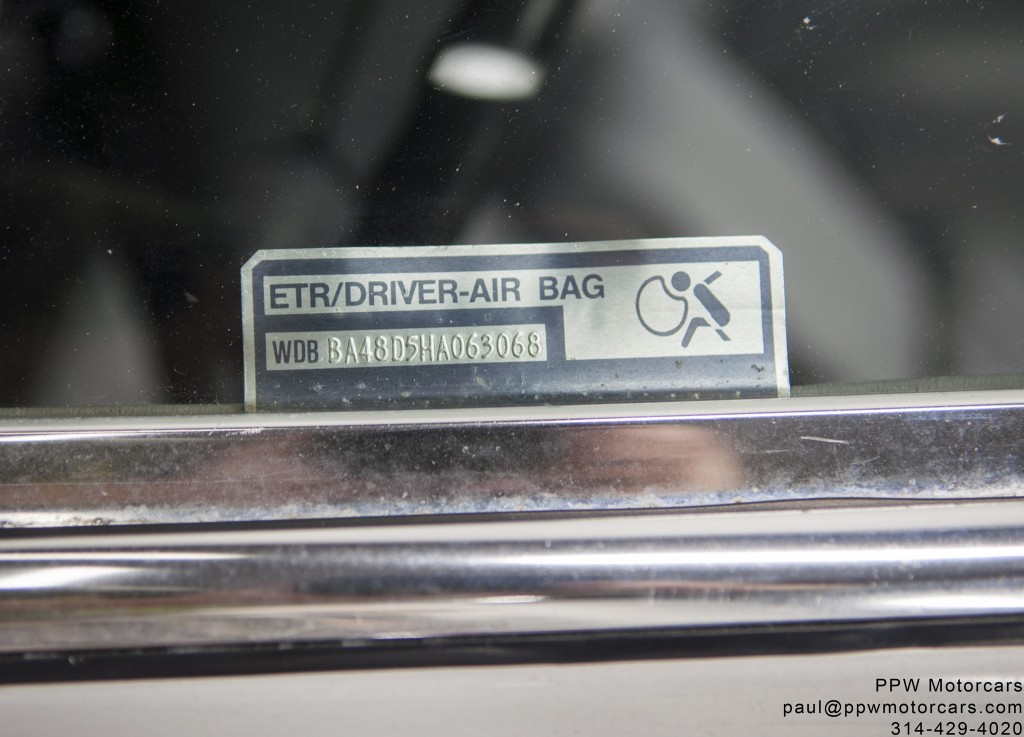 ETR/DRIVER-AIR BAG
WDB BA48D5HA063068
PPW Motorcars
paul@ppwmotorcars.com
314-429-4020